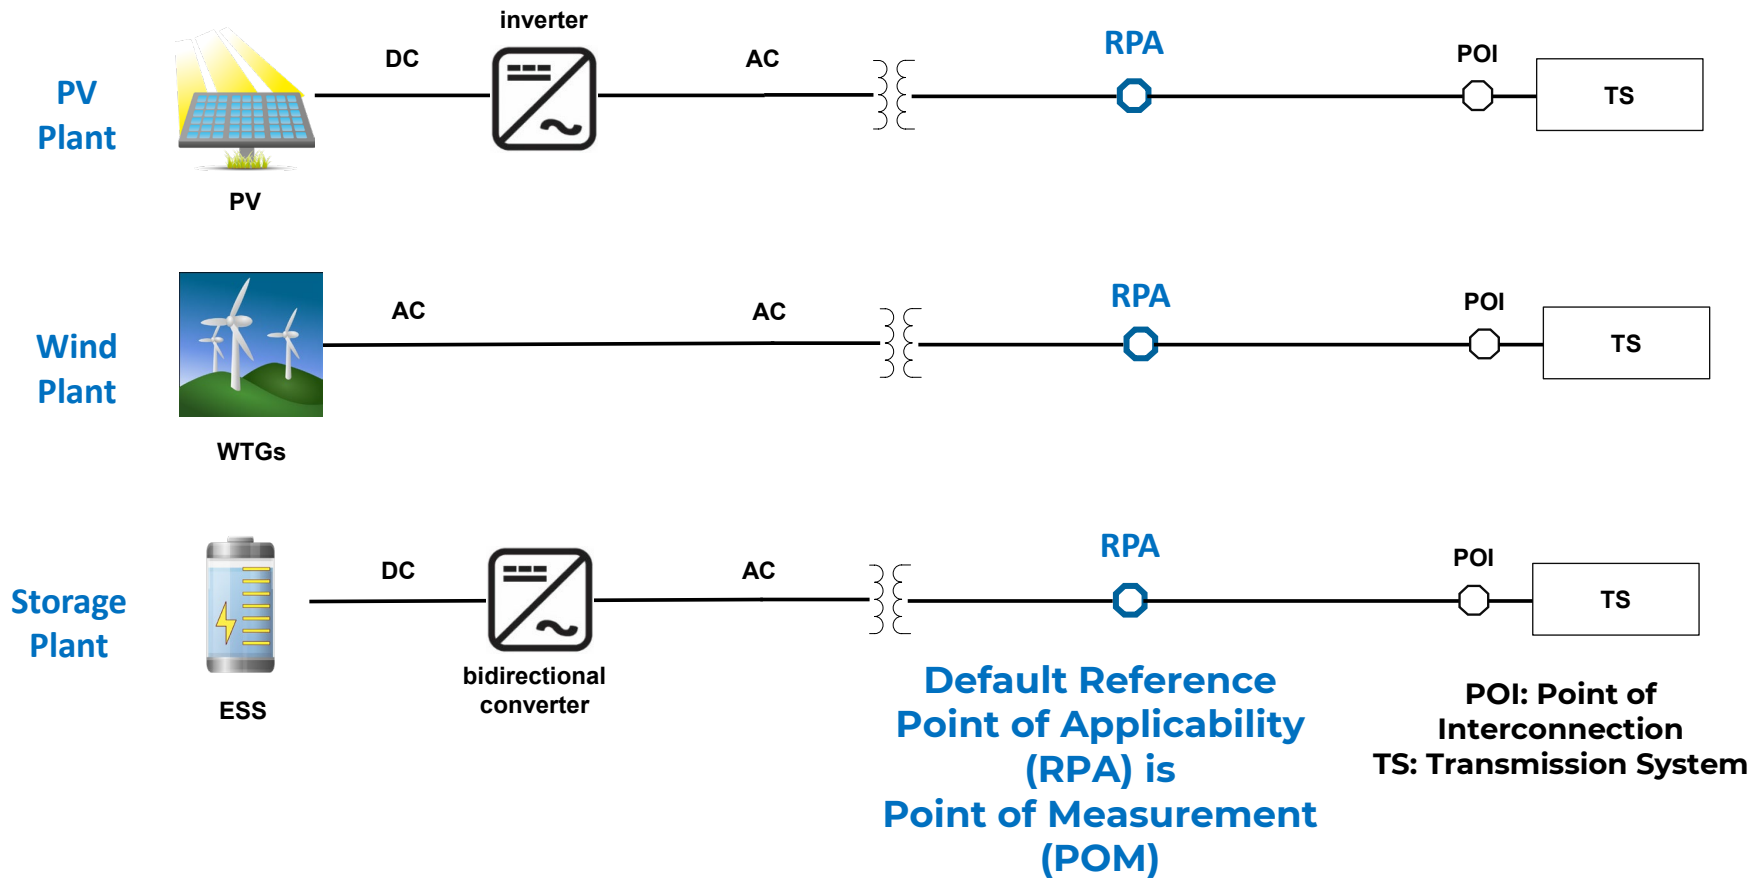 inverter
PV
Plant
DC
AC
RPA
POI
TS
PV
Wind
Plant
AC
AC
RPA
POI
TS
WTGs
Storage
Plant
DC
AC
RPA
POI
TS
ESS
bidirectional
converter
Default Reference
Point of Applicability
(RPA) is
Point of Measurement
(POM)
POI: Point of
Interconnection
TS: Transmission System